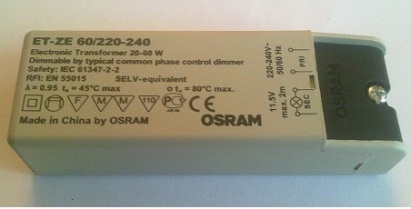 ET-ZE 60/220-240
Electronic Transformer 20-60 W
Dimmable by typical common phase control dimmer
Safety: IEC 61347-2-2
RFI: EN 55015 SELV-equivalent
λ = 0.95 tₐ = 45°C max t꜀ = 80°C max.
F M M 110
Made in China by OSRAM
OSRAM
220-240V~
50/60 Hz
PRI
11.5V
max. 2m
SEC
OSRAM